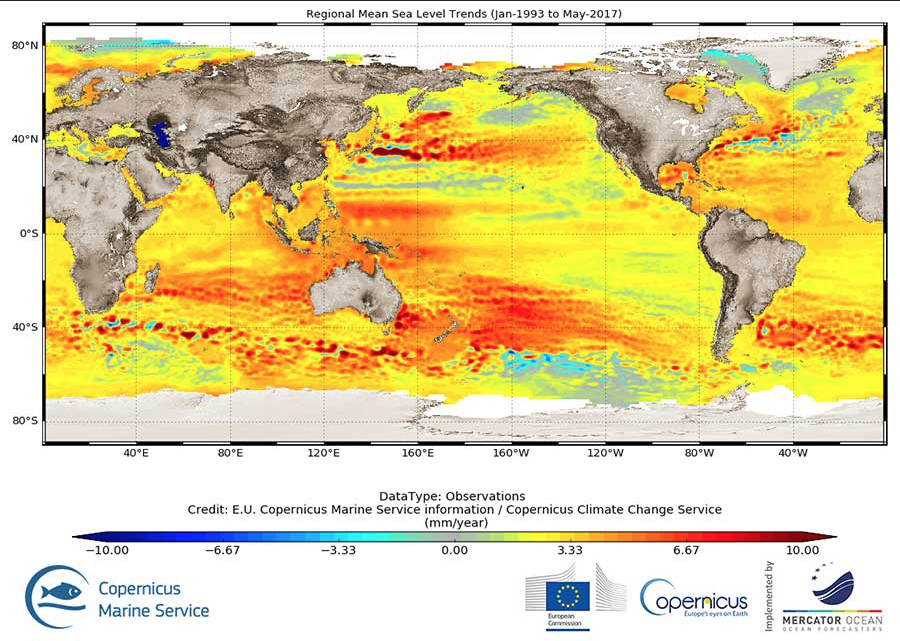 Regional Mean Sea Level Trends (Jan-1993 to May-2017)
80°N
40°N
0°S
40°S
80°S
40°E 80°E 120°E 160°E 160°W 120°W 80°W 40°W
DataType: Observations
Credit: E.U. Copernicus Marine Service information / Copernicus Climate Change Service
(mm/year)
−10.00 −6.67 −3.33 0.00 3.33 6.67 10.00
Copernicus
Marine Service
European
Commission
opernicus
Europe's eyes on Earth
Implemented by
MERCATOR OCEAN
OCEAN FORECASTERS